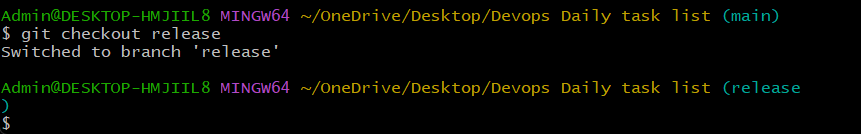 Admin@DESKTOP-HMJIIL8 MINGW64 ~/OneDrive/Desktop/Devops Daily task list (main)
$ git checkout release
Switched to branch 'release'
Admin@DESKTOP-HMJIIL8 MINGW64 ~/OneDrive/Desktop/Devops Daily task list (release
)
$